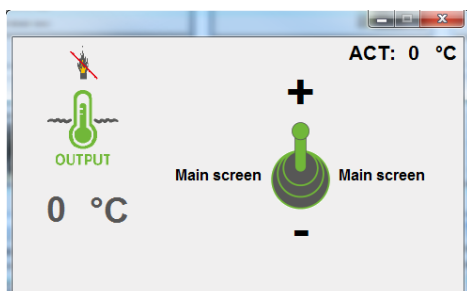 ACT: 0 °C
+
OUTPUT
Main screen Main screen
0 °C
-